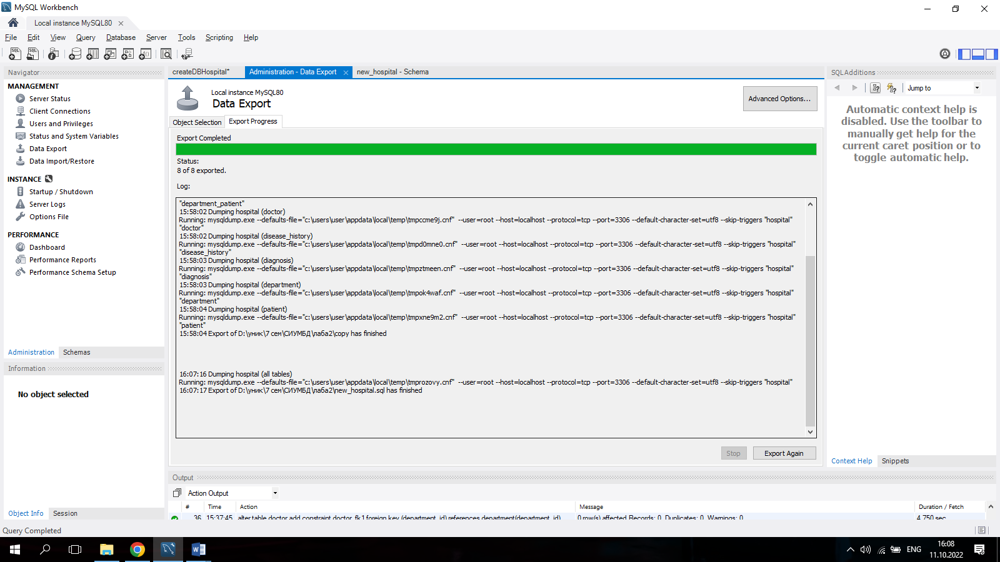 MySQL Workbench
Local instance MySQL80
File Edit View Query Database Server Tools Scripting Help
Navigator
MANAGEMENT
Server Status
Client Connections
Users and Privileges
Status and System Variables
Data Export
Data Import/Restore
INSTANCE
Startup / Shutdown
Server Logs
Options File
PERFORMANCE
Dashboard
Performance Reports
Performance Schema Setup
Administration Schemas
Information
No object selected
Object Info Session
createDBHospital* Administration - Data Export new_hospital - Schema
Local instance MySQL80
Data Export
Advanced Options...
Object Selection Export Progress
Export Completed
Status:
8 of 8 exported.
Log:
"department_patient"
15:58:02 Dumping hospital (doctor)
Running: mysqldump.exe --defaults-file="c:\users\user\appdata\local\temp\tmpccme9j.cnf" --user=root --host=localhost --protocol=tcp --port=3306 --default-character-set=utf8 --skip-triggers "hospital"
"doctor"
15:58:02 Dumping hospital (disease_history)
Running: mysqldump.exe --defaults-file="c:\users\user\appdata\local\temp\tmpd0mne0.cnf" --user=root --host=localhost --protocol=tcp --port=3306 --default-character-set=utf8 --skip-triggers "hospital"
"disease_history"
15:58:03 Dumping hospital (diagnosis)
Running: mysqldump.exe --defaults-file="c:\users\user\appdata\local\temp\tmpztmeen.cnf" --user=root --host=localhost --protocol=tcp --port=3306 --default-character-set=utf8 --skip-triggers "hospital"
"diagnosis"
15:58:03 Dumping hospital (department)
Running: mysqldump.exe --defaults-file="c:\users\user\appdata\local\temp\tmpok4waf.cnf" --user=root --host=localhost --protocol=tcp --port=3306 --default-character-set=utf8 --skip-triggers "hospital"
"department"
15:58:04 Dumping hospital (patient)
Running: mysqldump.exe --defaults-file="c:\users\user\appdata\local\temp\tmpxne9m2.cnf" --user=root --host=localhost --protocol=tcp --port=3306 --default-character-set=utf8 --skip-triggers "hospital"
"patient"
15:58:04 Export of D:\уник\7 сем\СИУМБД\лаба2\copy has finished
16:07:16 Dumping hospital (all tables)
Running: mysqldump.exe --defaults-file="c:\users\user\appdata\local\temp\tmprozovy.cnf" --user=root --host=localhost --protocol=tcp --port=3306 --default-character-set=utf8 --skip-triggers "hospital"
16:07:17 Export of D:\уник\7 сем\СИУМБД\лаба2\new_hospital.sql has finished
Stop Export Again
SQLAdditions
Jump to
Automatic context help is
disabled. Use the toolbar to
manually get help for the
current caret position or to
toggle automatic help.
Context Help Snippets
Output
Action Output
# Time Action Message Duration / Fetch
36 15:37:45 alter table doctor add constraint doctor_fk1 foreign key (department_id) references department(department_id) 0 row(s) affected Records: 0 Duplicates: 0 Warnings: 0 4.750 sec
Query Completed
ENG
16:08
11.10.2022